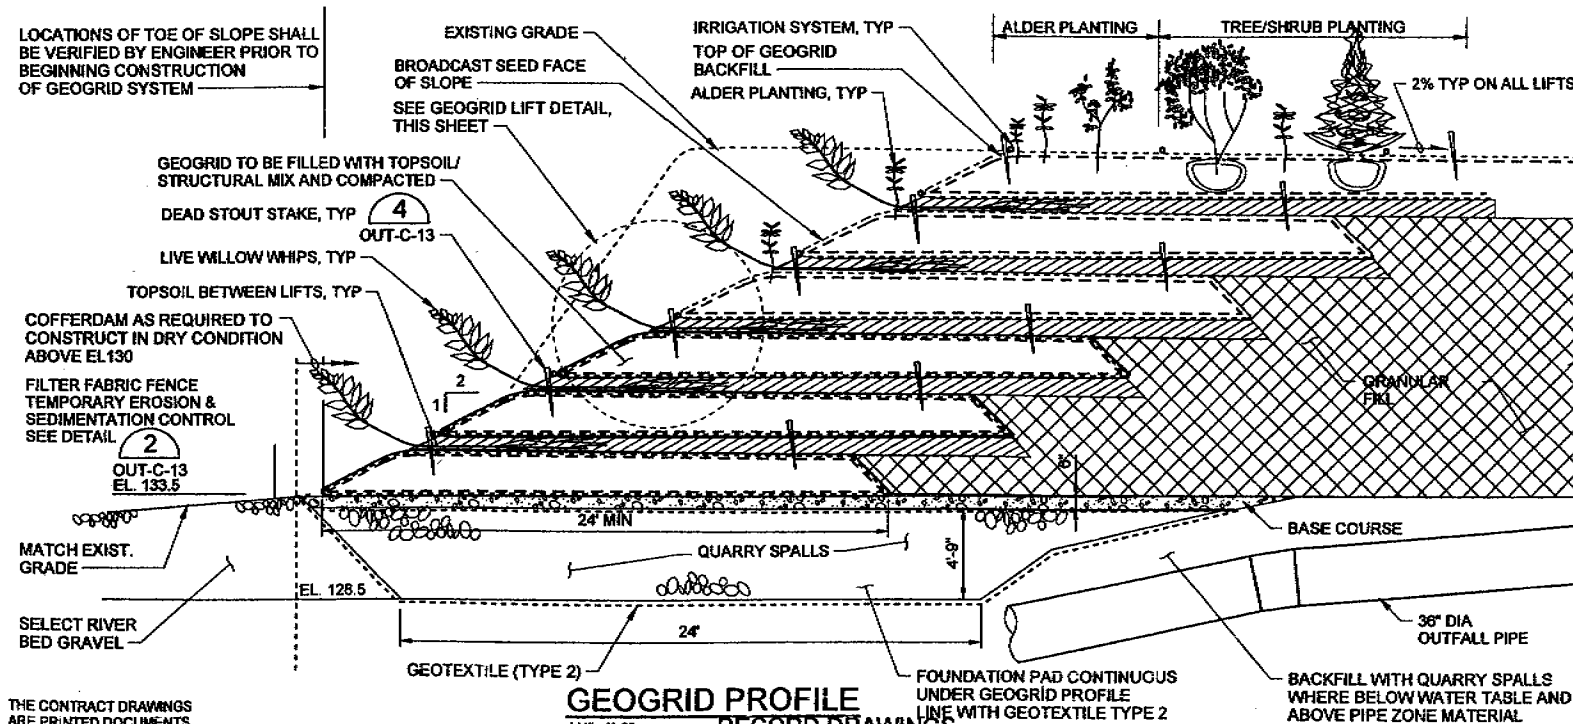 LOCATIONS OF TOE OF SLOPE SHALL
BE VERIFIED BY ENGINEER PRIOR TO
BEGINNING CONSTRUCTION
OF GEOGRID SYSTEM
EXISTING GRADE
BROADCAST SEED FACE
OF SLOPE
SEE GEOGRID LIFT DETAIL,
THIS SHEET
IRRIGATION SYSTEM, TYP
TOP OF GEOGRID
BACKFILL
ALDER PLANTING, TYP
ALDER PLANTING
TREE/SHRUB PLANTING
2% TYP ON ALL LIFTS
GEOGRID TO BE FILLED WITH TOPSOIL/
STRUCTURAL MIX AND COMPACTED
DEAD STOUT STAKE, TYP
4
OUT-C-13
LIVE WILLOW WHIPS, TYP
TOPSOIL BETWEEN LIFTS, TYP
COFFERDAM AS REQUIRED TO
CONSTRUCT IN DRY CONDITION
ABOVE EL130
FILTER FABRIC FENCE
TEMPORARY EROSION &
SEDIMENTATION CONTROL
SEE DETAIL
2
OUT-C-13
EL. 133.5
2
1
GRANULAR
FILL
6"
24' MIN
BASE COURSE
MATCH EXIST.
GRADE
QUARRY SPALLS
4'-9"
EL. 128.5
SELECT RIVER
BED GRAVEL
24'
36" DIA
OUTFALL PIPE
GEOTEXTILE (TYPE 2)
FOUNDATION PAD CONTINUOUS
UNDER GEOGRID PROFILE
LINE WITH GEOTEXTILE TYPE 2
BACKFILL WITH QUARRY SPALLS
WHERE BELOW WATER TABLE AND
ABOVE PIPE ZONE MATERIAL
GEOGRID PROFILE
RECORD DRAWINGS
THE CONTRACT DRAWINGS
ARE PRINTED DOCUMENTS